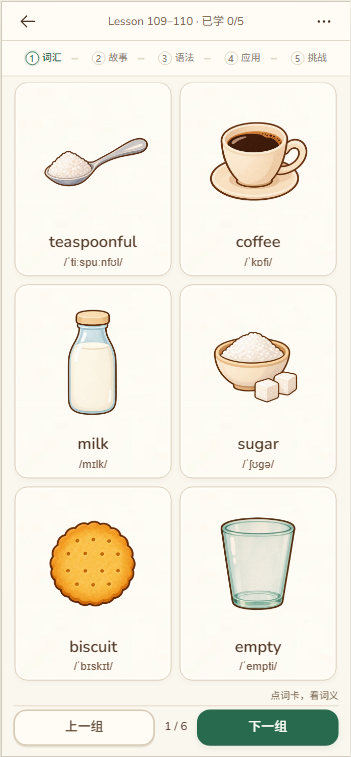 Lesson 109–110 · 已学 0/5
1 词汇 2 故事 3 语法 4 应用 5 挑战
teaspoonful coffee
/ˈtiːspuːnfʊl/ /ˈkɒfi/
milk sugar
/mɪlk/ /ˈʃʊɡə/
biscuit empty
/ˈbɪskɪt/ /ˈempti/
点词卡，看词义
上一组 1 / 6 下一组